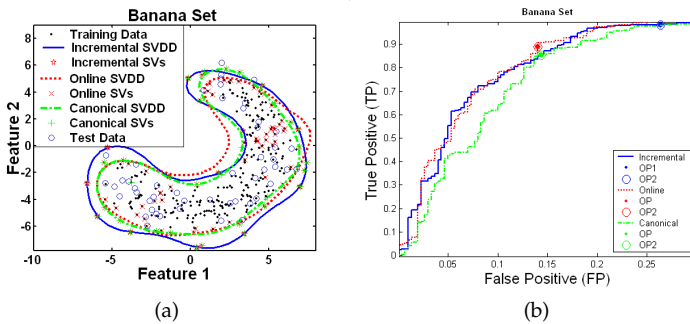 Banana Set
Training Data
Incremental SVDD
Incremental SVs
Online SVDD
Online SVs
Canonical SVDD
Canonical SVs
Test Data
Feature 2
6
4
2
0
-2
-4
-6
-10
-5
0
5
Feature 1
(a)
Banana Set
True Positive (TP)
0.9
0.8
0.7
0.6
0.5
0.4
0.3
0.2
0.1
0
0.05
0.1
0.15
0.2
0.25
False Positive (FP)
Incremental
OP1
OP2
Online
OP
OP2
Canonical
OP
OP2
(b)